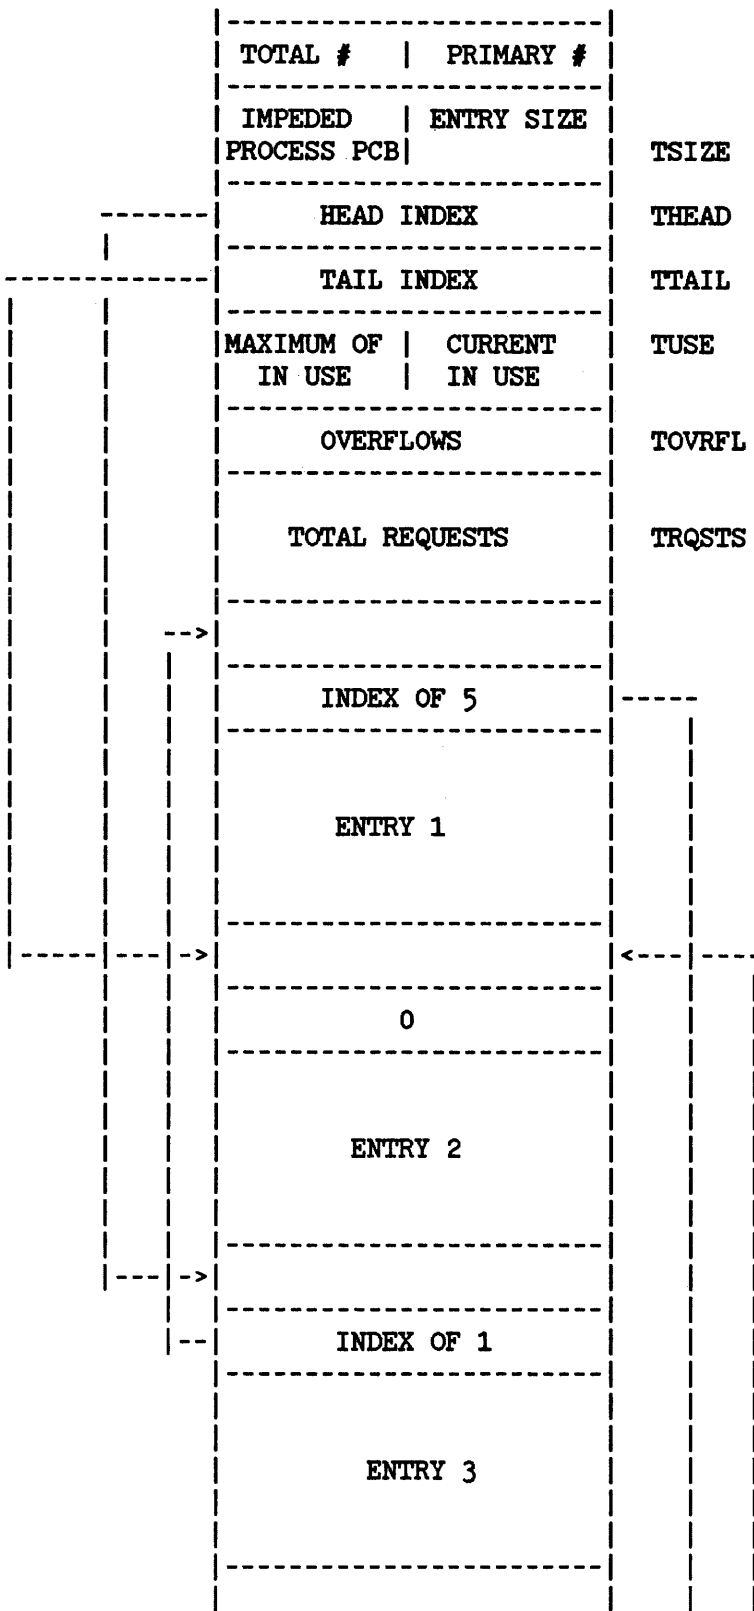 TOTAL # | PRIMARY #
IMPEDED | ENTRY SIZE
PROCESS PCB| TSIZE
HEAD INDEX THEAD
TAIL INDEX TTAIL
MAXIMUM OF | CURRENT TUSE
IN USE | IN USE
OVERFLOWS TOVRFL
TOTAL REQUESTS TRQSTS
INDEX OF 5
ENTRY 1
0
ENTRY 2
INDEX OF 1
ENTRY 3